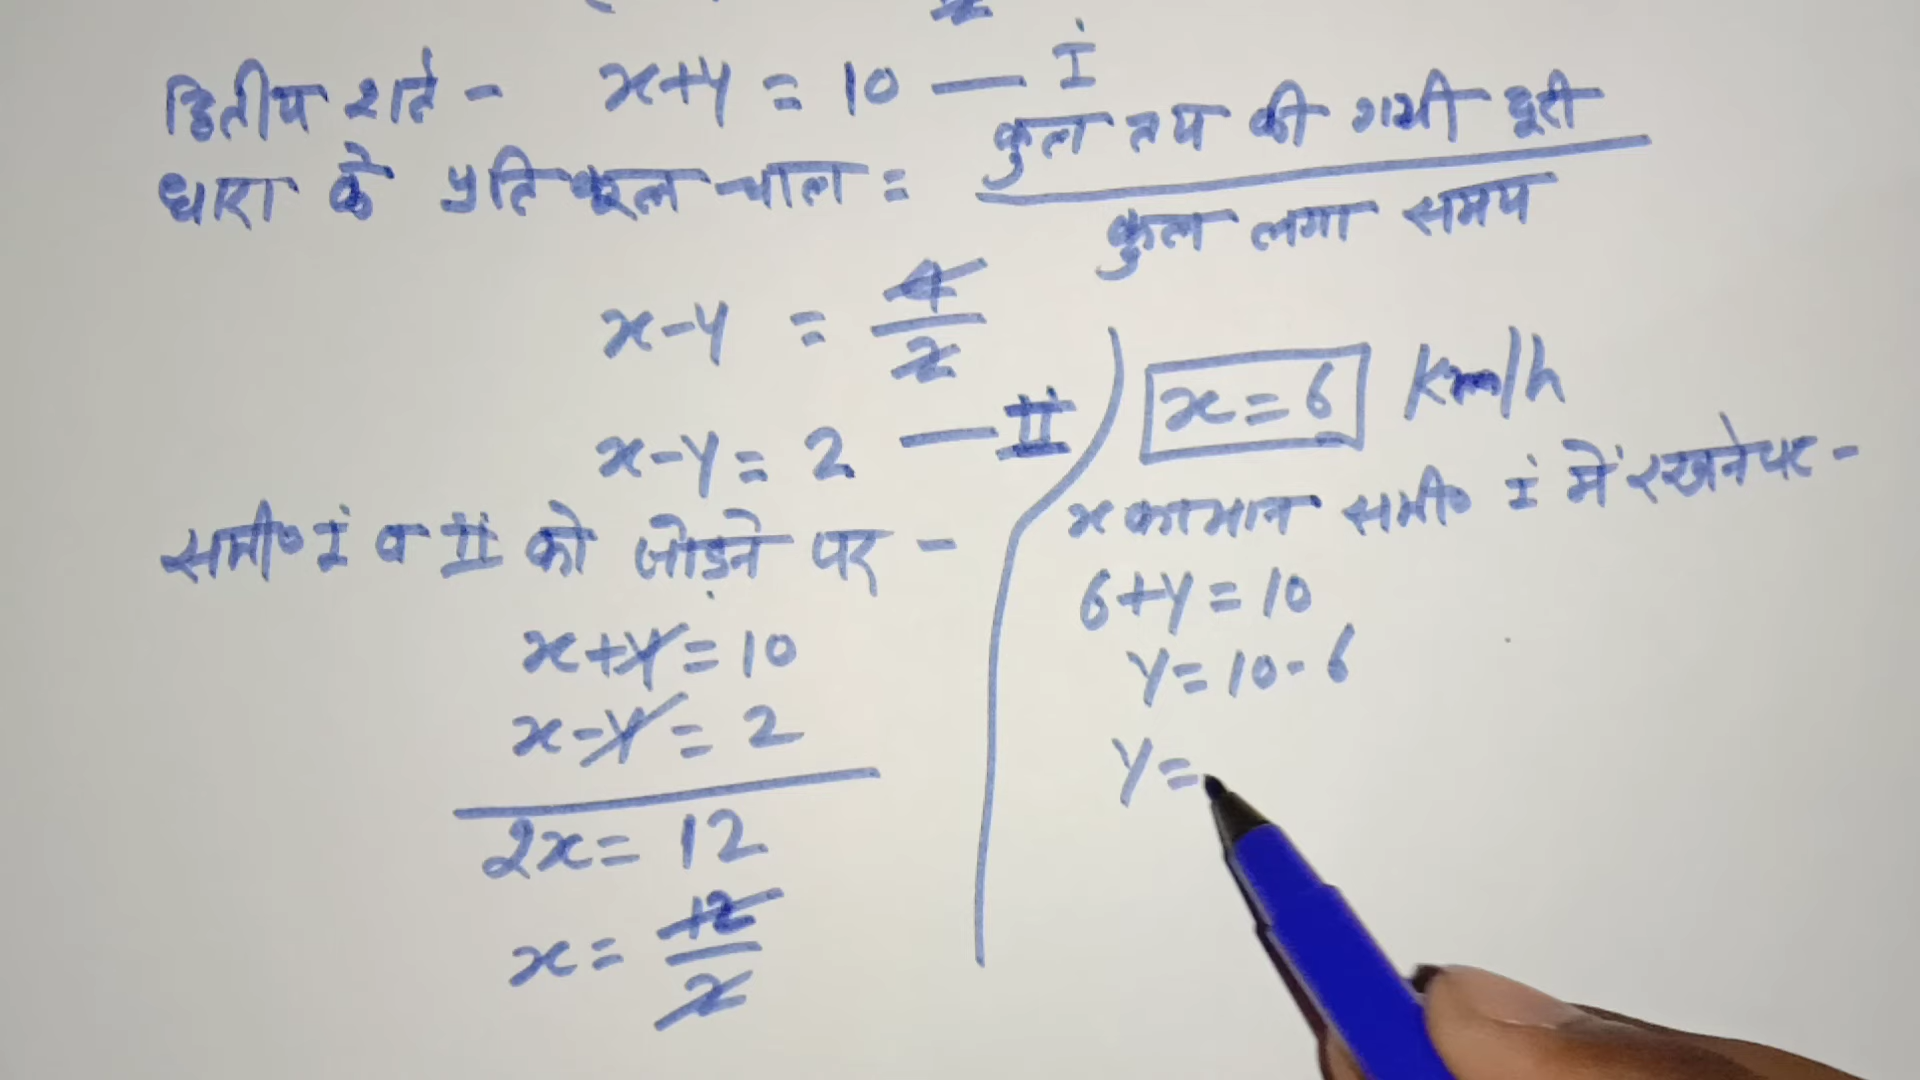 द्वितीय शर्त - x+y = 10 — I
धारा के प्रतिकूल चाल = कुल तय की गयी दूरी / कुल लगा समय
x-y = 4/2
x-y = 2 — II
समी० I व II को जोड़ने पर -
x+y = 10
x-y = 2
2x = 12
x = 12/2
x = 6 Km/h
x का मान समी० I में रखने पर -
6+y = 10
y = 10-6
y =